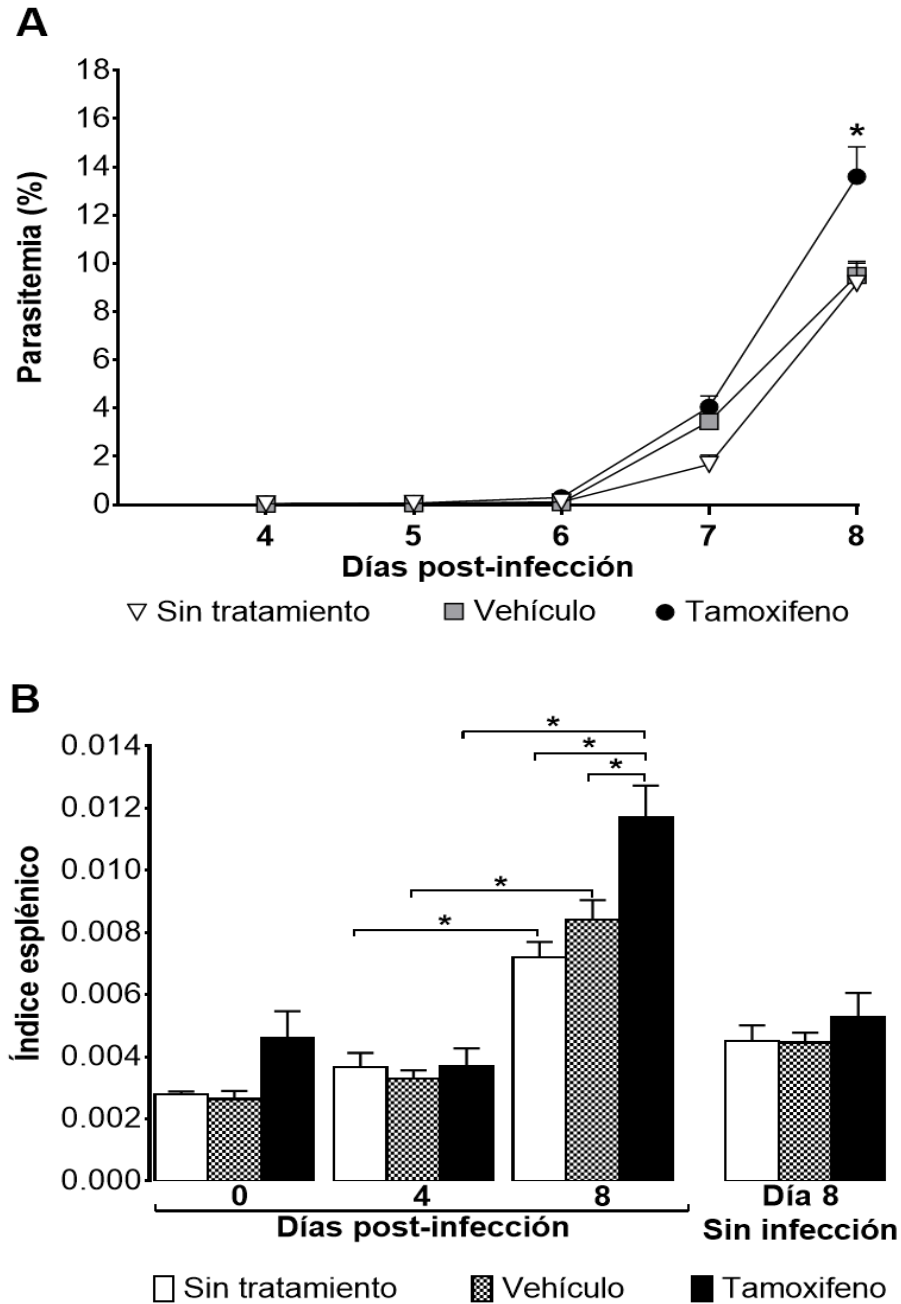 A
18
16
14
12
10
8
6
4
2
0
Parasitemia (%)
*
4 5 6 7 8
Días post-infección
Sin tratamiento Vehículo Tamoxifeno
B
0.014
0.012
0.010
0.008
0.006
0.004
0.002
0.000
Índice esplénico
*
*
*
*
*
0 4 8 Día 8
Días post-infección Sin infección
Sin tratamiento Vehículo Tamoxifeno